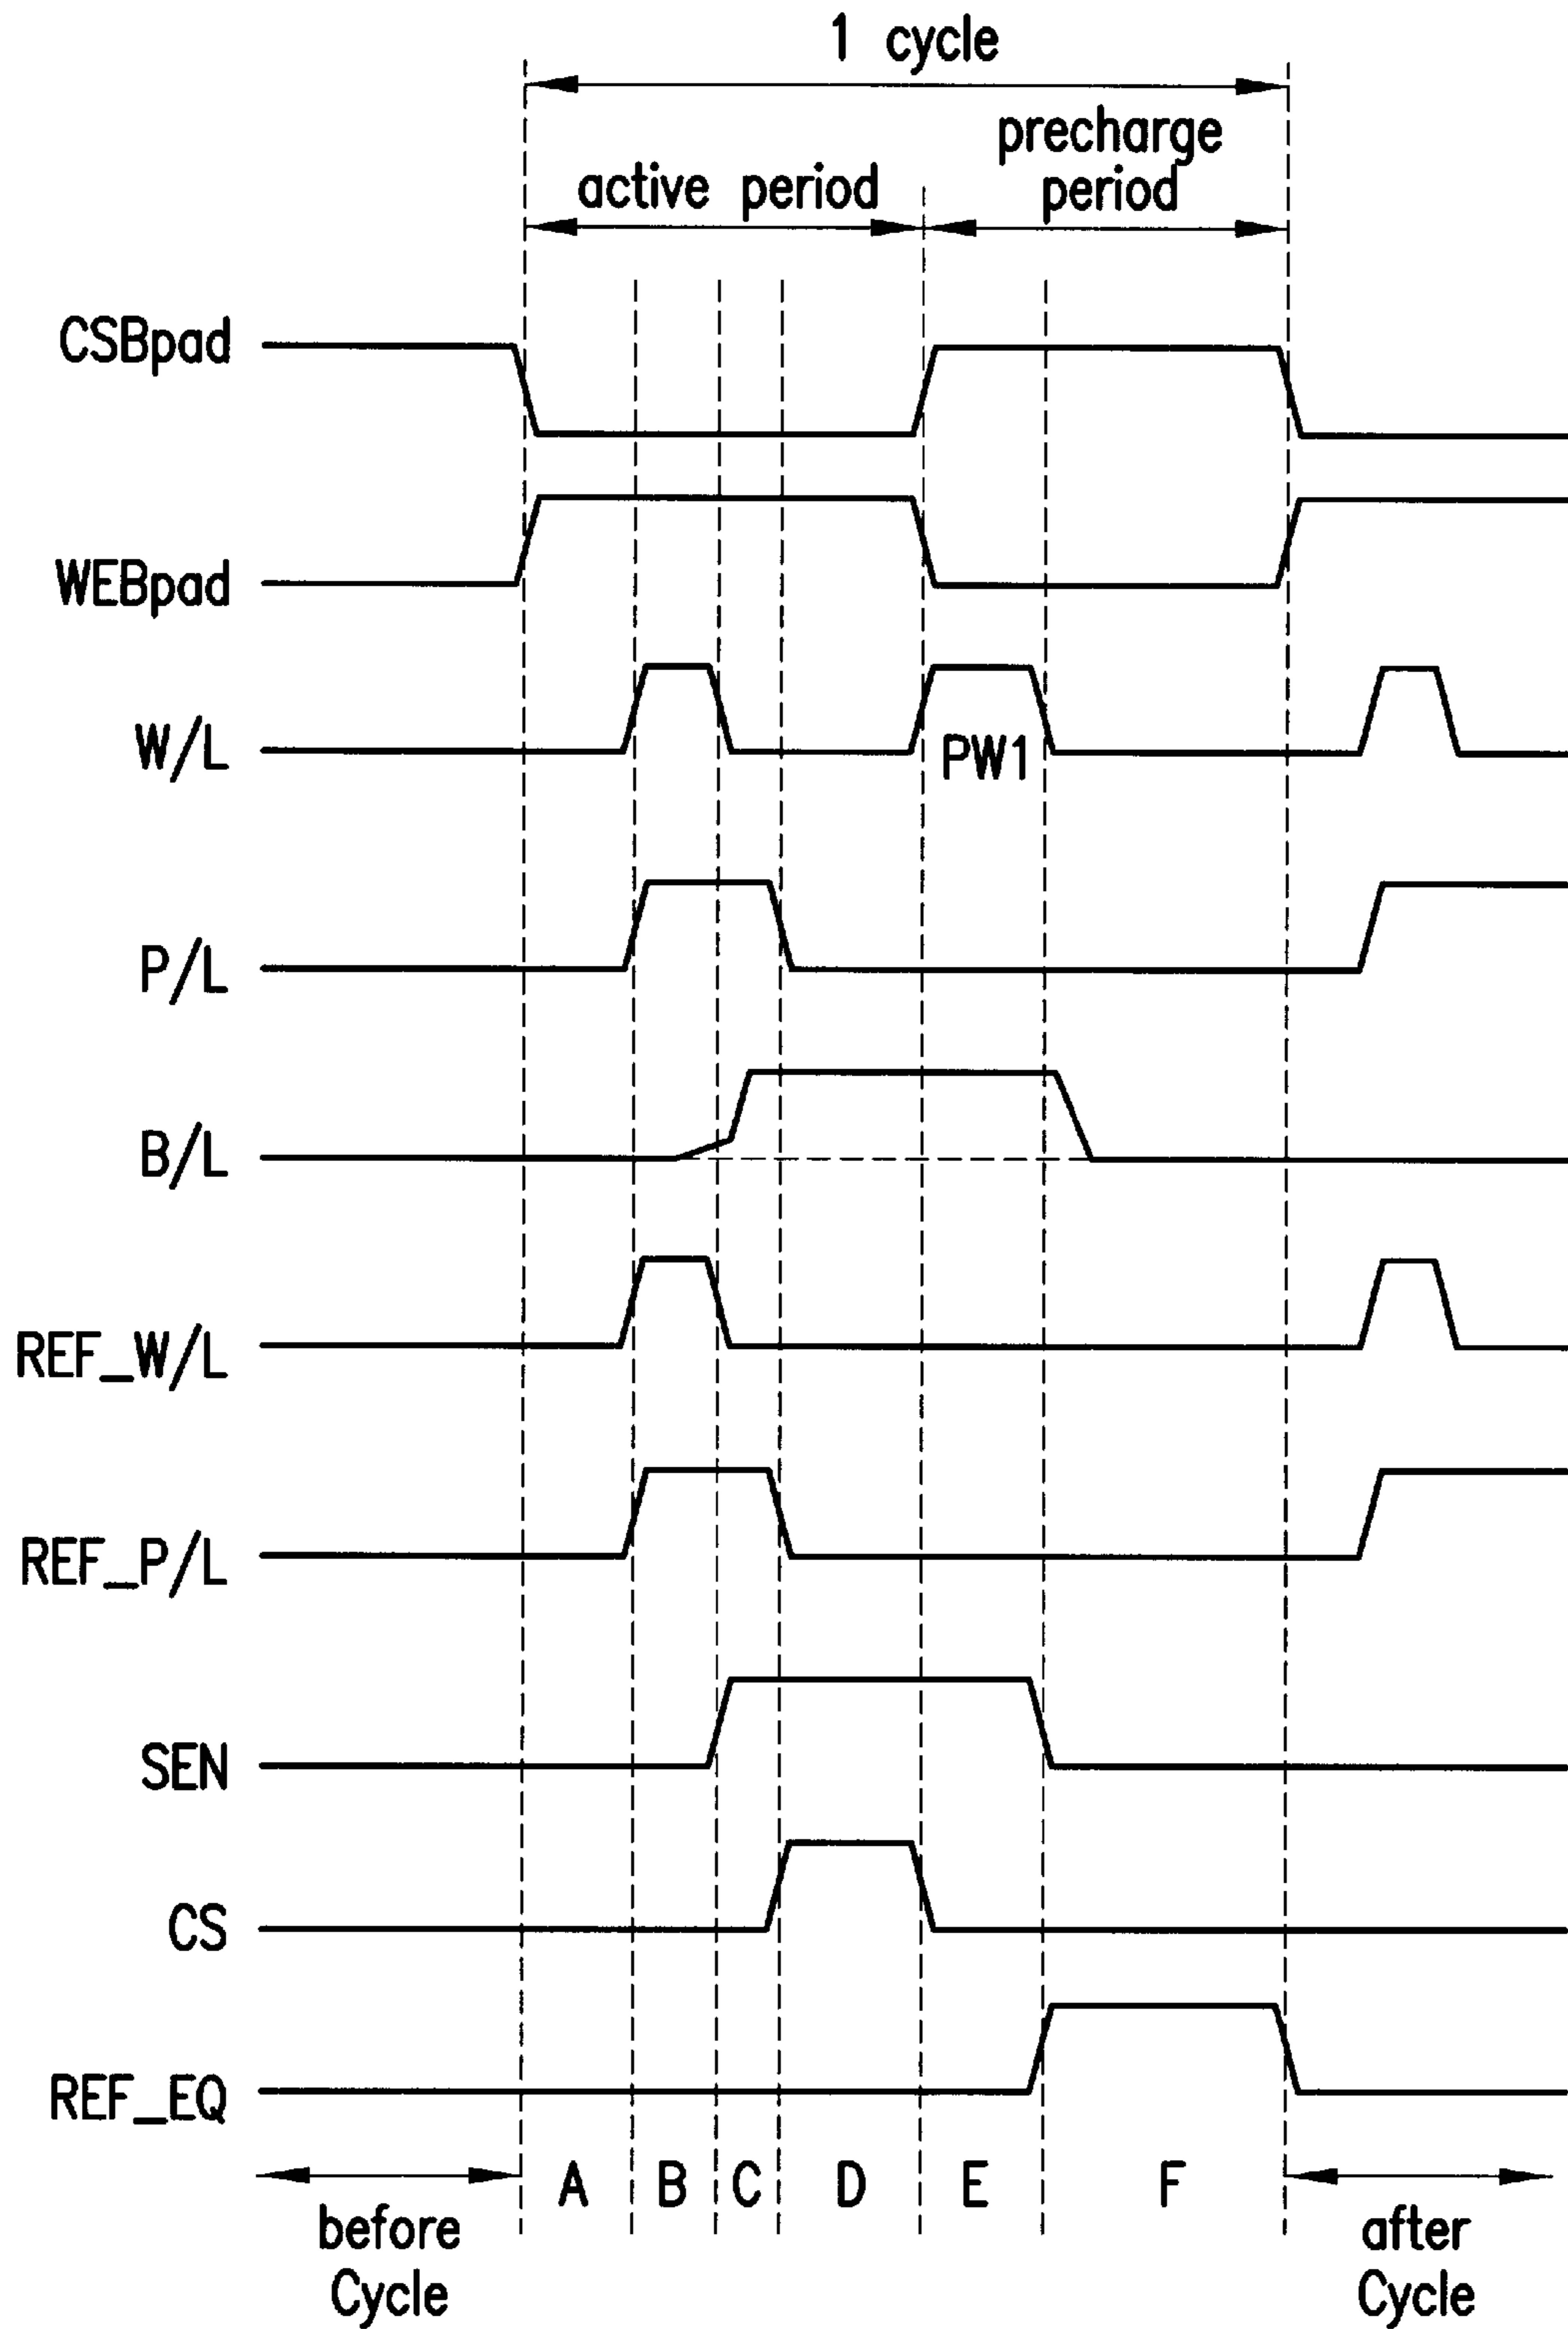 1 cycle
precharge
active period period
CSBpad
WEBpad
W/L
PW1
P/L
B/L
REF_W/L
REF_P/L
SEN
CS
REF_EQ
A B C D E F
before
Cycle
after
Cycle